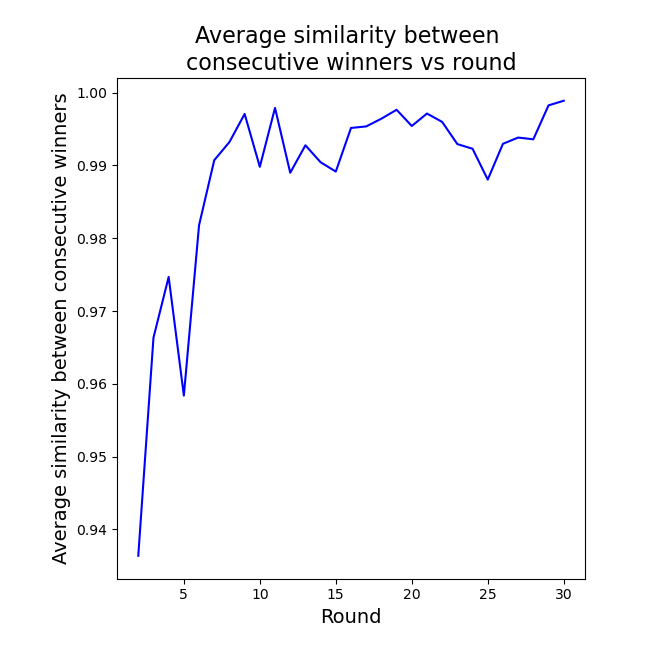 Average similarity between
consecutive winners vs round
Average similarity between consecutive winners
1.00
0.99
0.98
0.97
0.96
0.95
0.94
5 10 15 20 25 30
Round